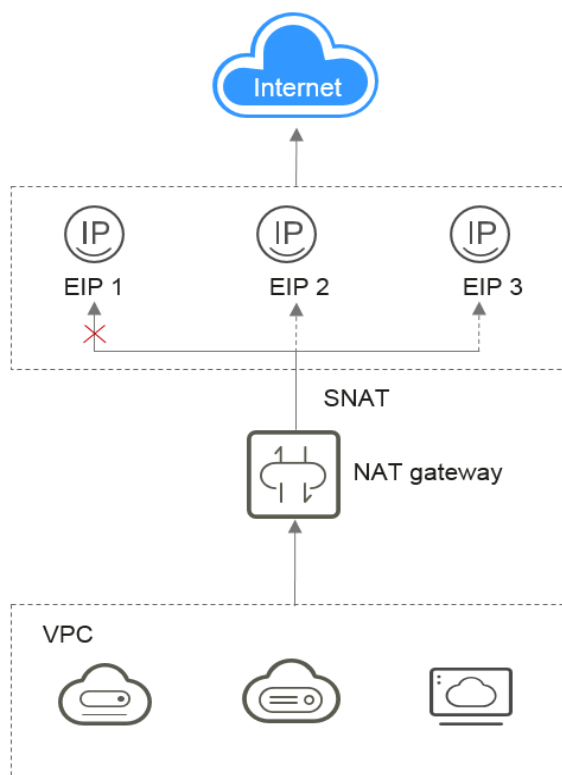 Internet
IP IP IP
EIP 1 EIP 2 EIP 3
SNAT
NAT gateway
VPC